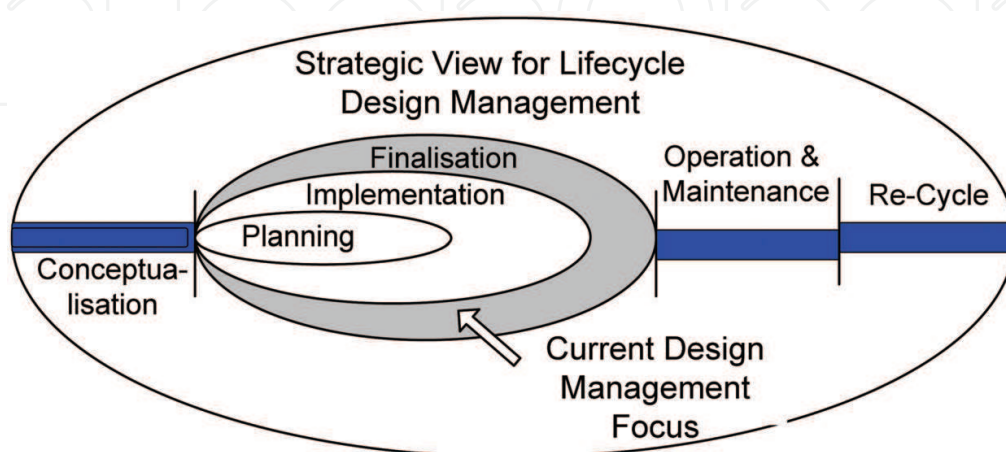 Strategic View for Lifecycle
Design Management
Finalisation
Implementation
Planning
Conceptua-
lisation
Operation &
Maintenance
Re-Cycle
Current Design
Management
Focus